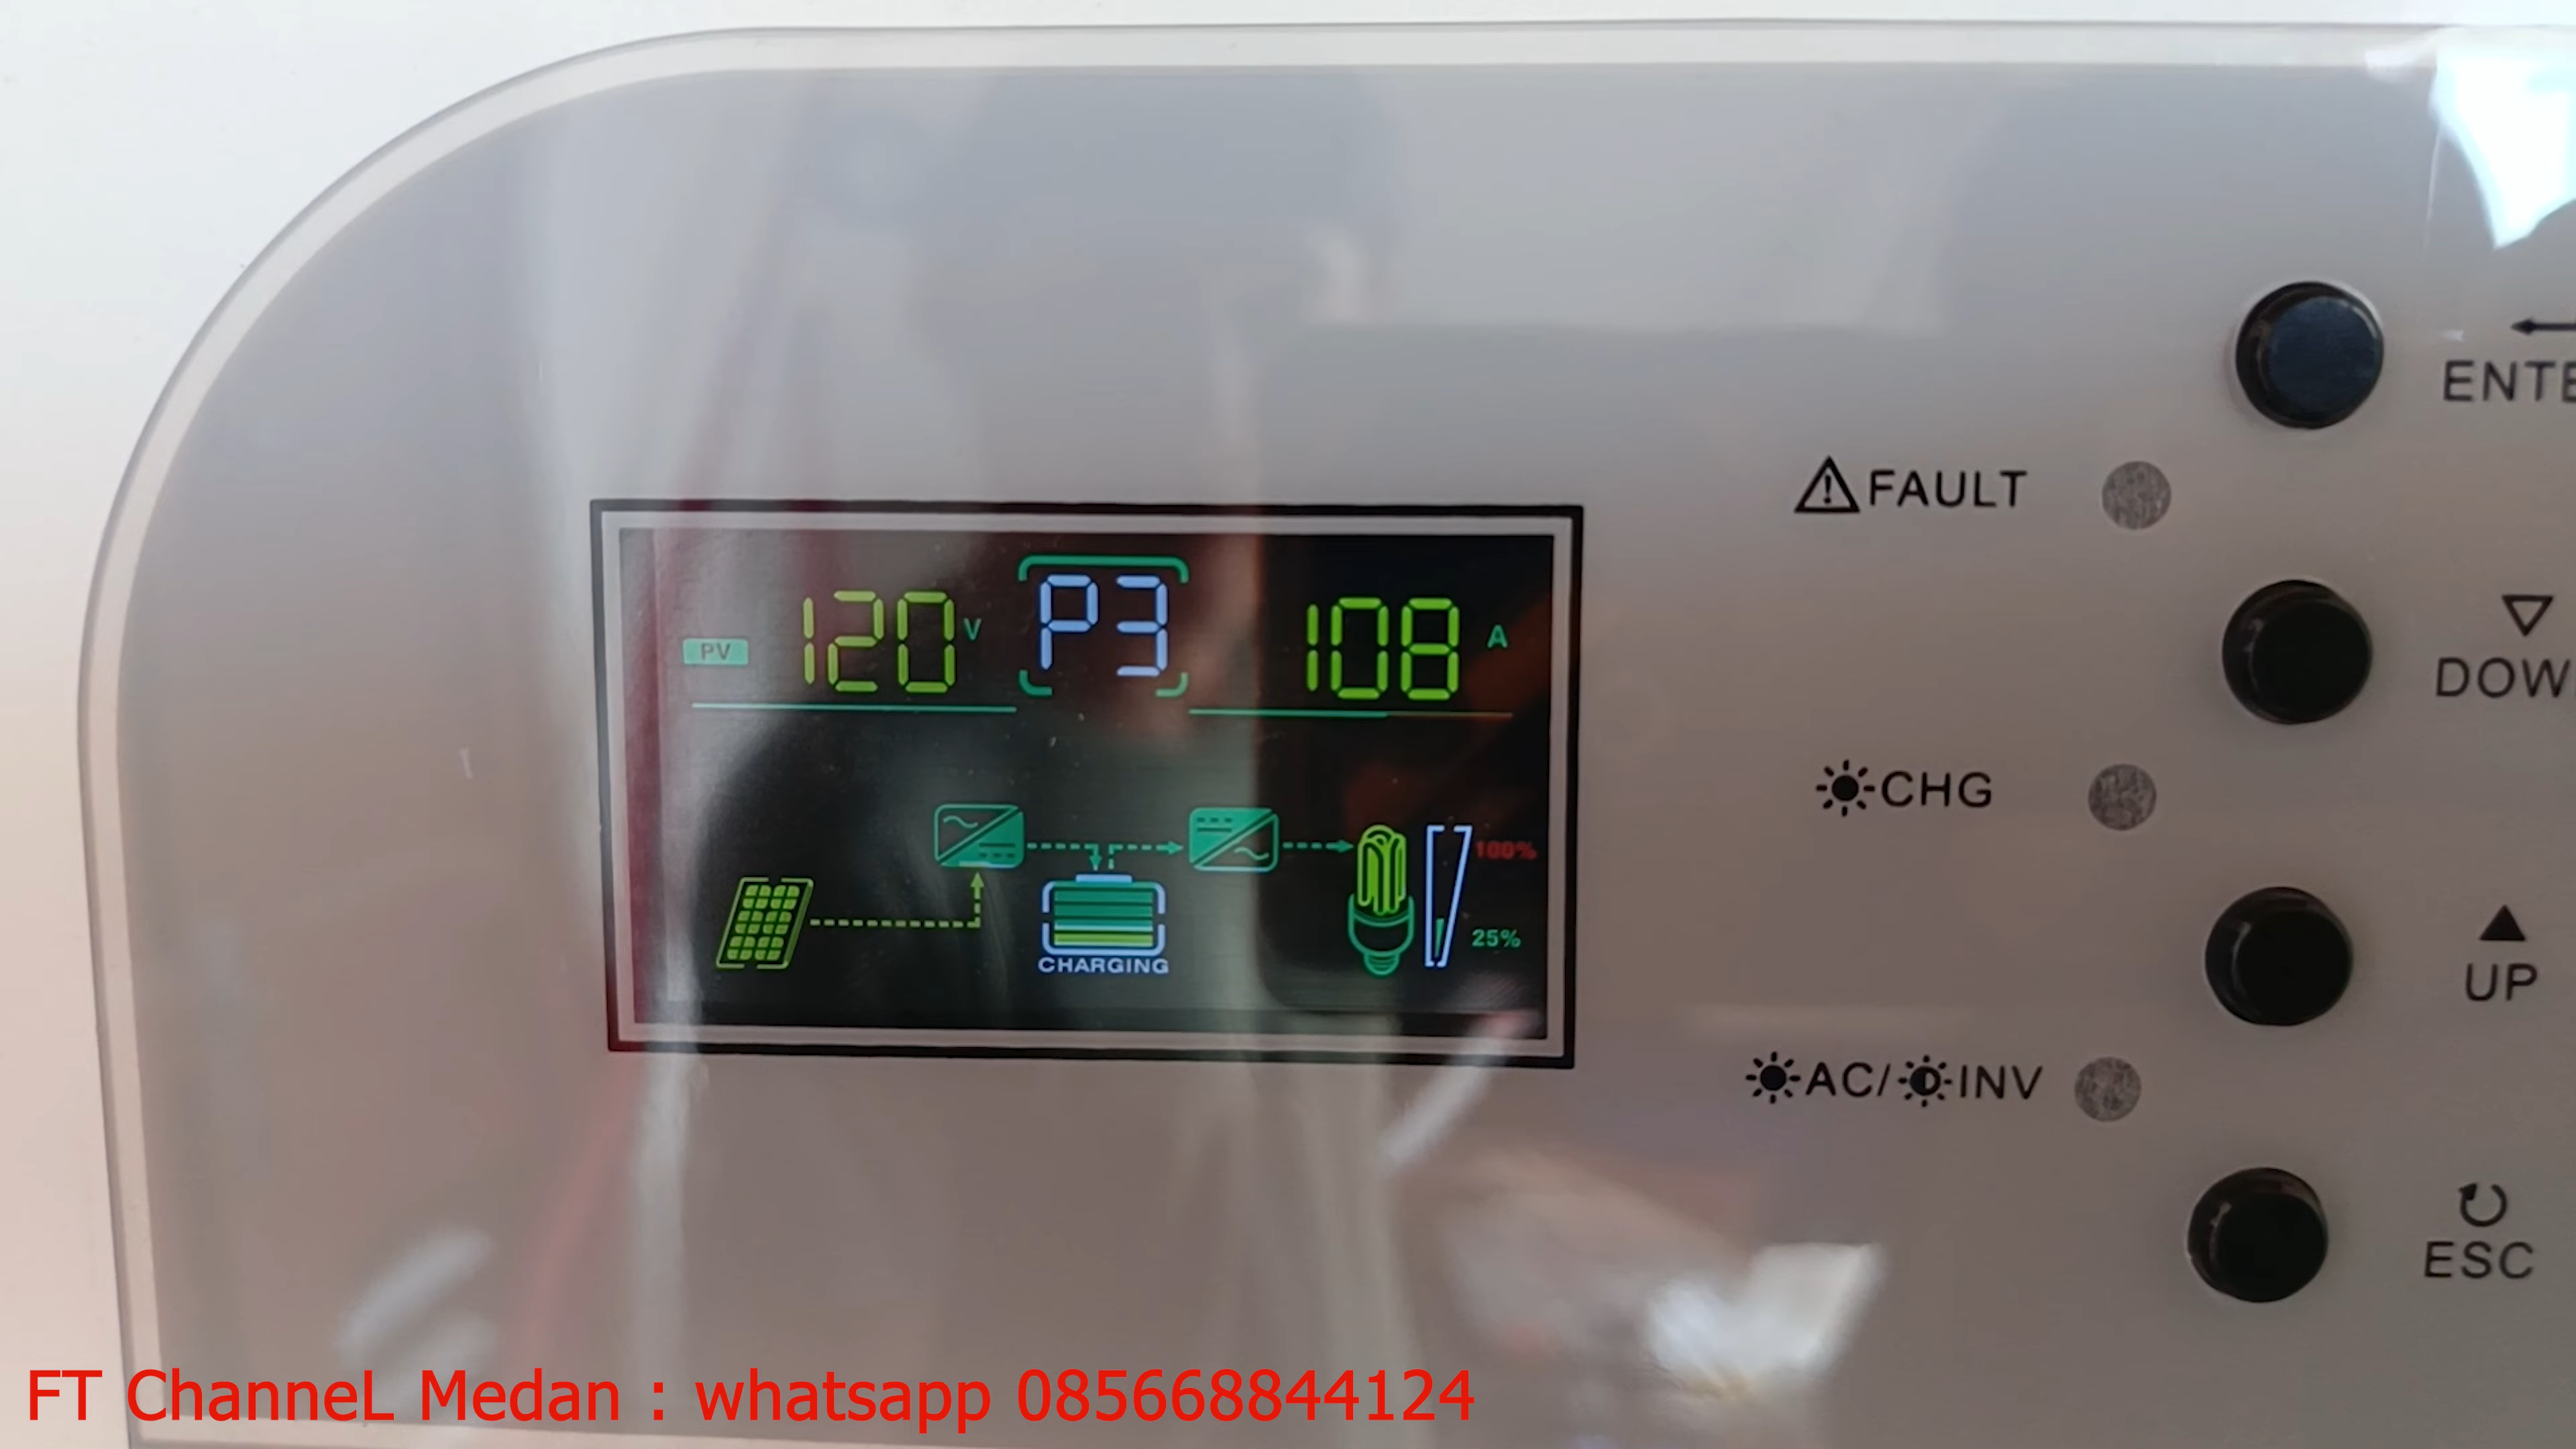 ENTE
FAULT
PV 120 V P3 108 A
DOW
CHG
100%
25%
CHARGING
UP
AC/ INV
ESC
FT ChanneL Medan : whatsapp 085668844124